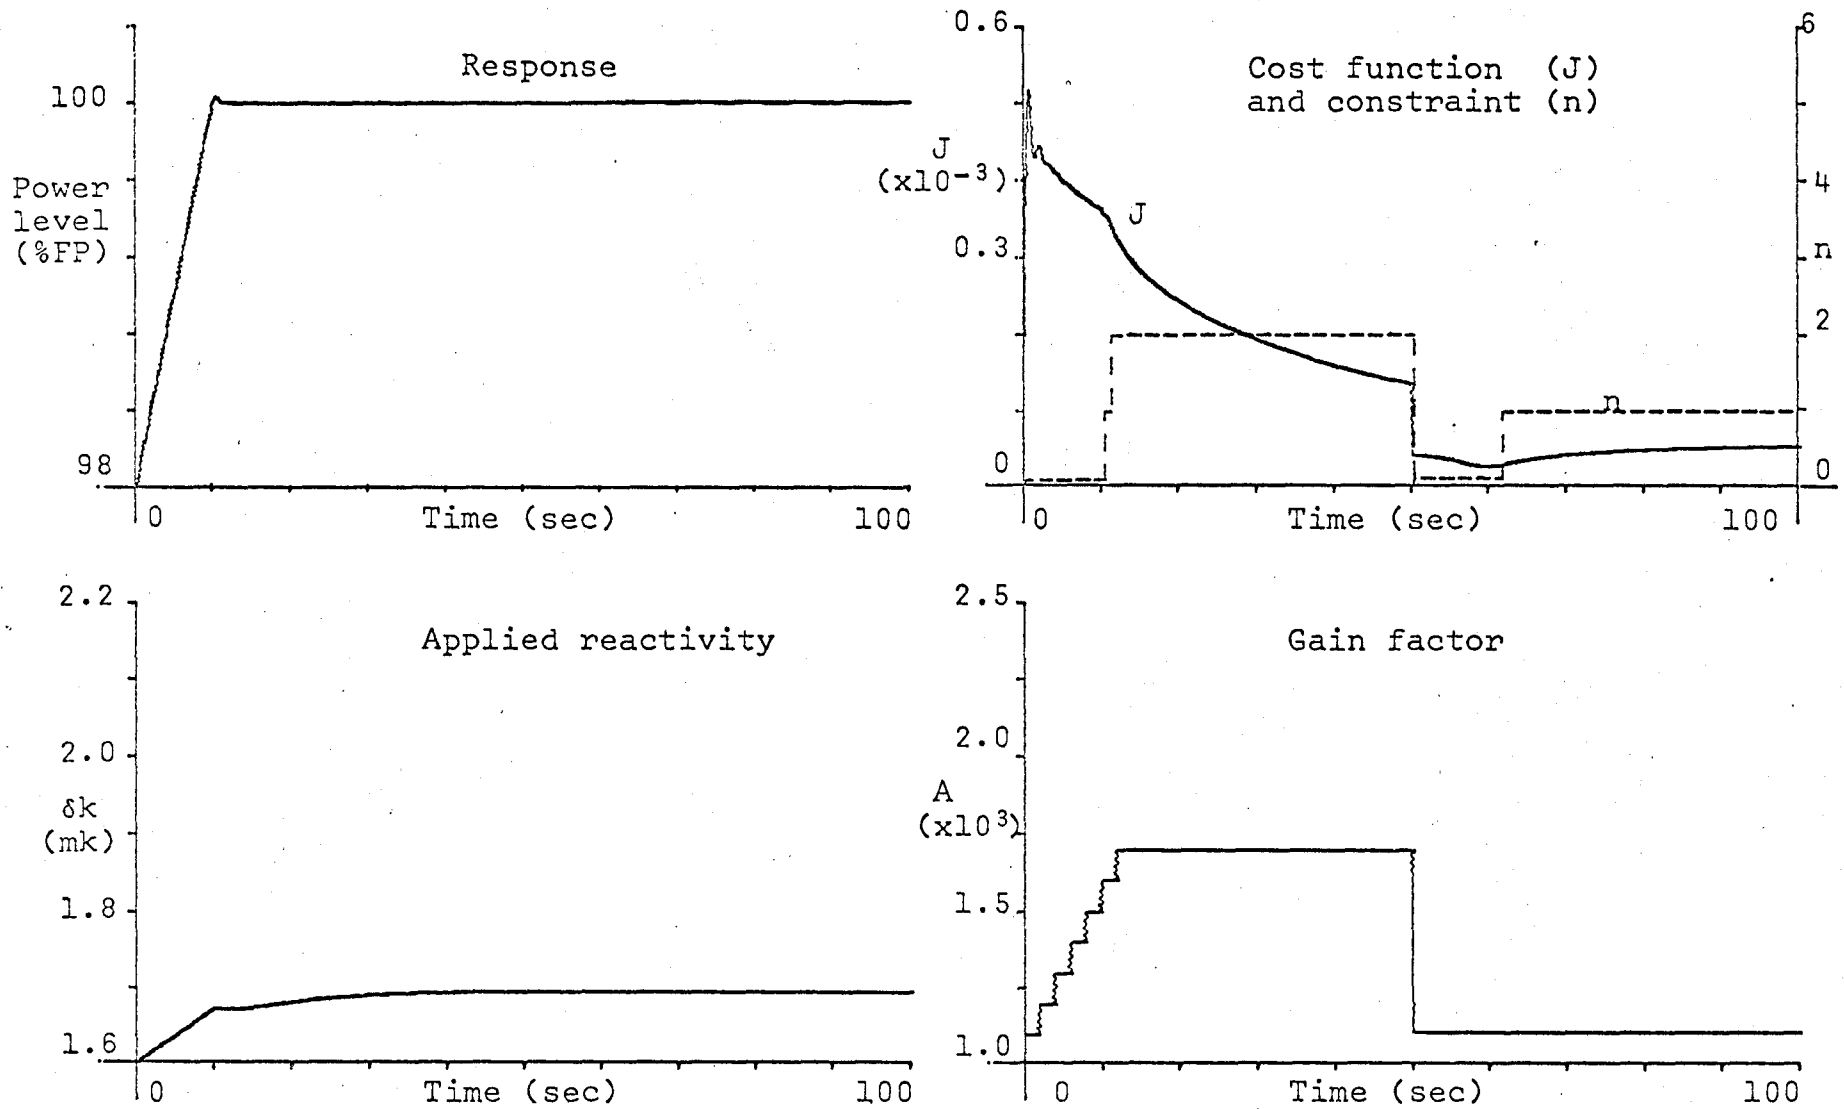 Response
100
Power
level
(%FP)
98
0
Time (sec)
100
Cost function (J)
and constraint (n)
0.6
J
(x10⁻³)
0.3
0
J
n
6
4
n
2
0
0
Time (sec)
100
Applied reactivity
2.2
2.0
δk
(mk)
1.8
1.6
0
Time (sec)
100
Gain factor
2.5
2.0
A
(x10³)
1.5
1.0
0
Time (sec)
100